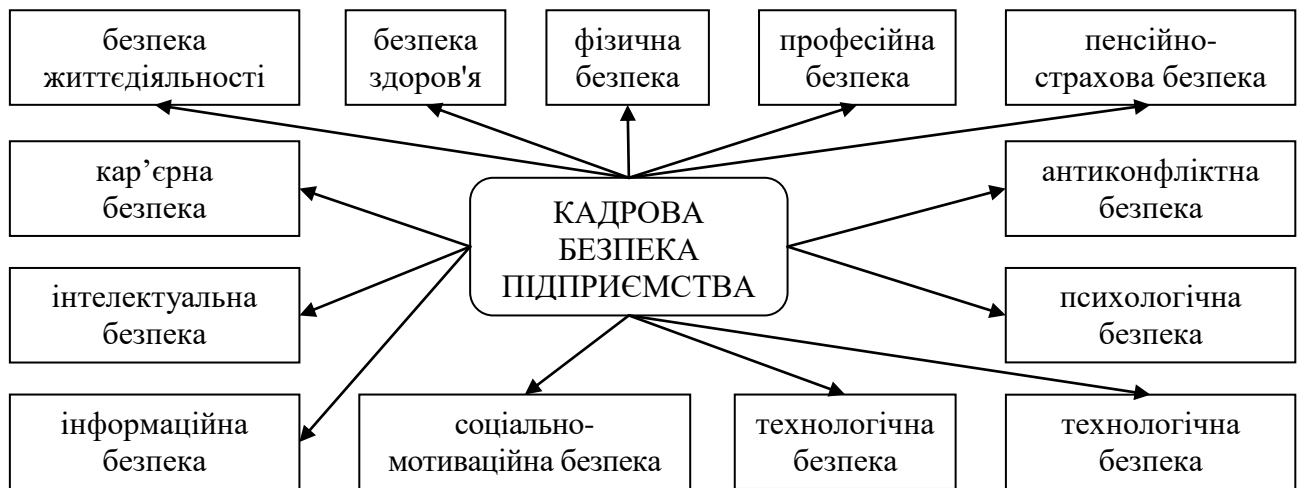 безпека
життєдіяльності
безпека
здоров'я
фізична
безпека
професійна
безпека
пенсійно-
страхова безпека
кар’єрна
безпека
КАДРОВА
БЕЗПЕКА
ПІДПРИЄМСТВА
антиконфліктна
безпека
інтелектуальна
безпека
психологічна
безпека
інформаційна
безпека
соціально-
мотиваційна безпека
технологічна
безпека
технологічна
безпека